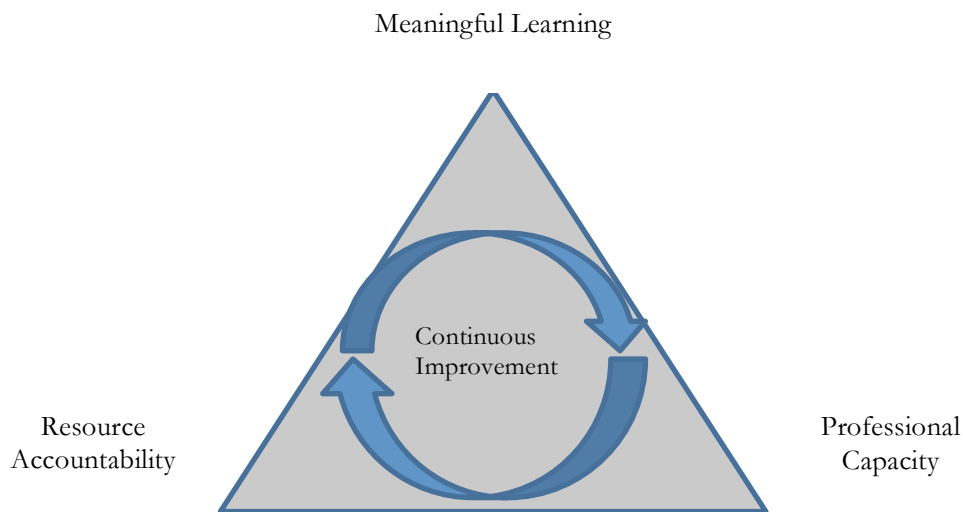 Meaningful Learning
Continuous
Improvement
Resource
Accountability
Professional
Capacity